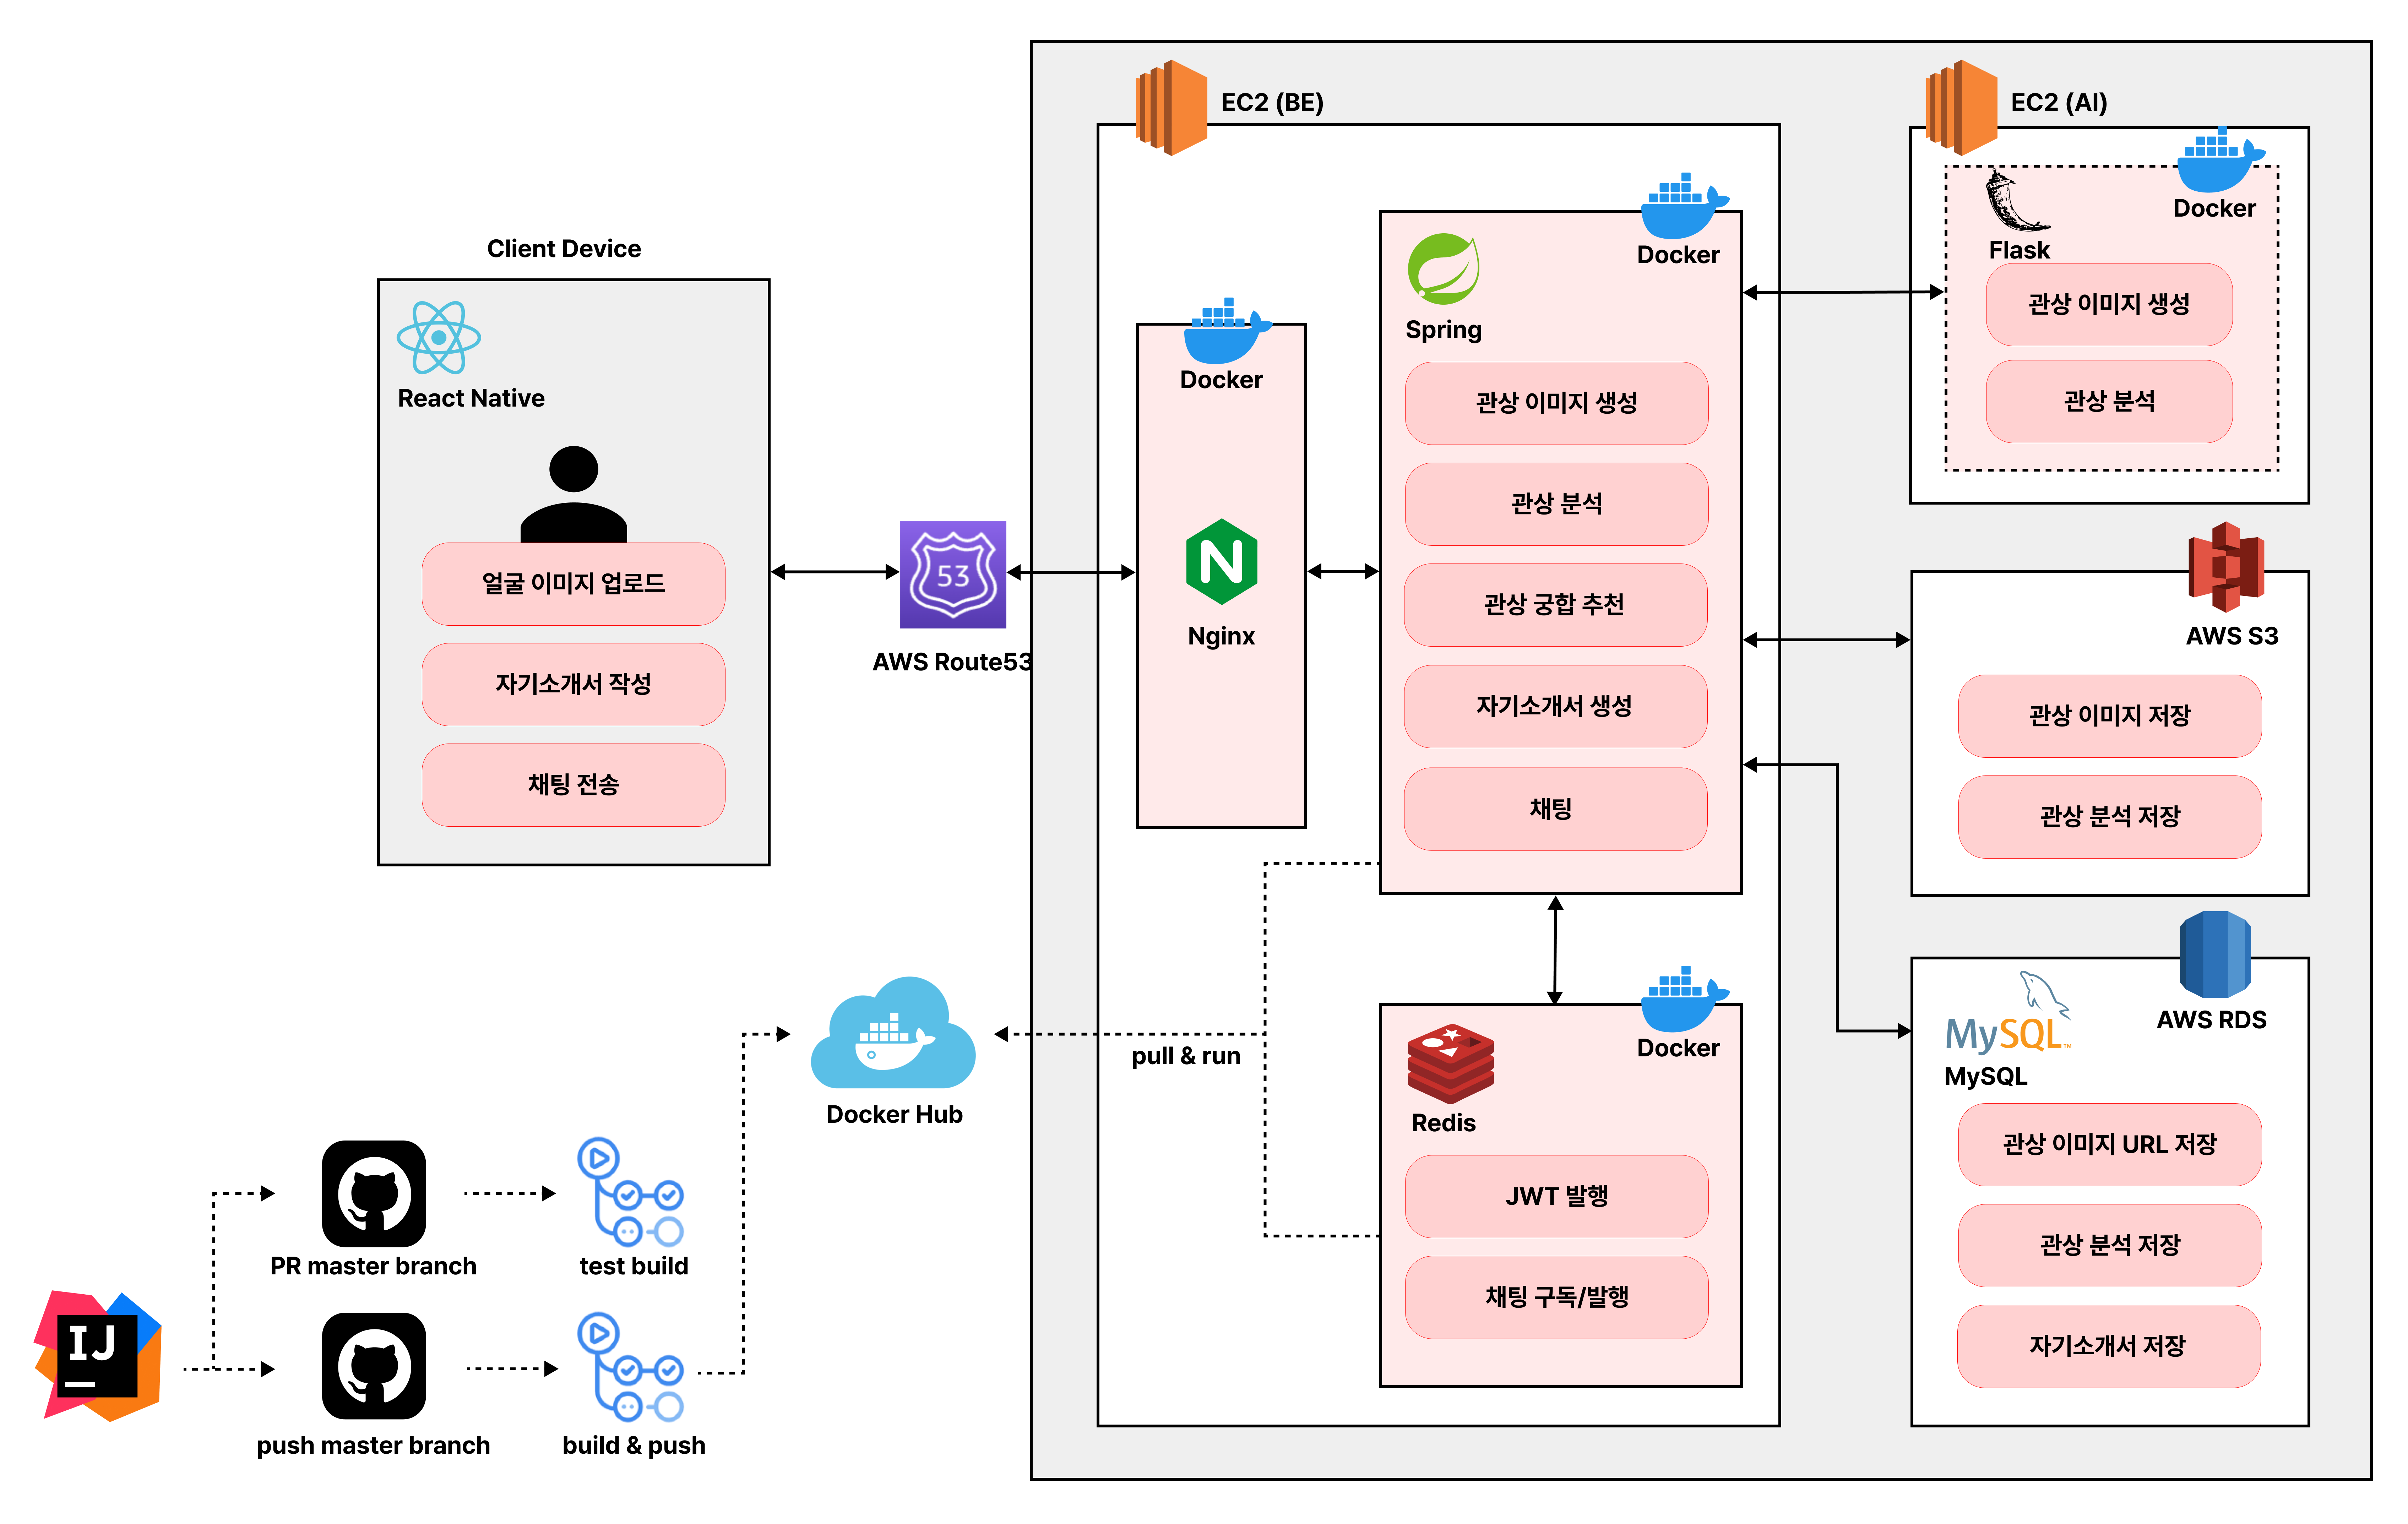 Client Device
React Native
얼굴 이미지 업로드
자기소개서 작성
채팅 전송
53
AWS Route53
EC2 (BE)
Docker
N
Nginx
Docker
Spring
관상 이미지 생성
관상 분석
관상 궁합 추천
자기소개서 생성
채팅
Docker
Redis
JWT 발행
채팅 구독/발행
EC2 (AI)
Docker
Flask
관상 이미지 생성
관상 분석
AWS S3
관상 이미지 저장
관상 분석 저장
AWS RDS
MySQL™
MySQL
관상 이미지 URL 저장
관상 분석 저장
자기소개서 저장
pull & run
Docker Hub
PR master branch
test build
IJ
push master branch
build & push